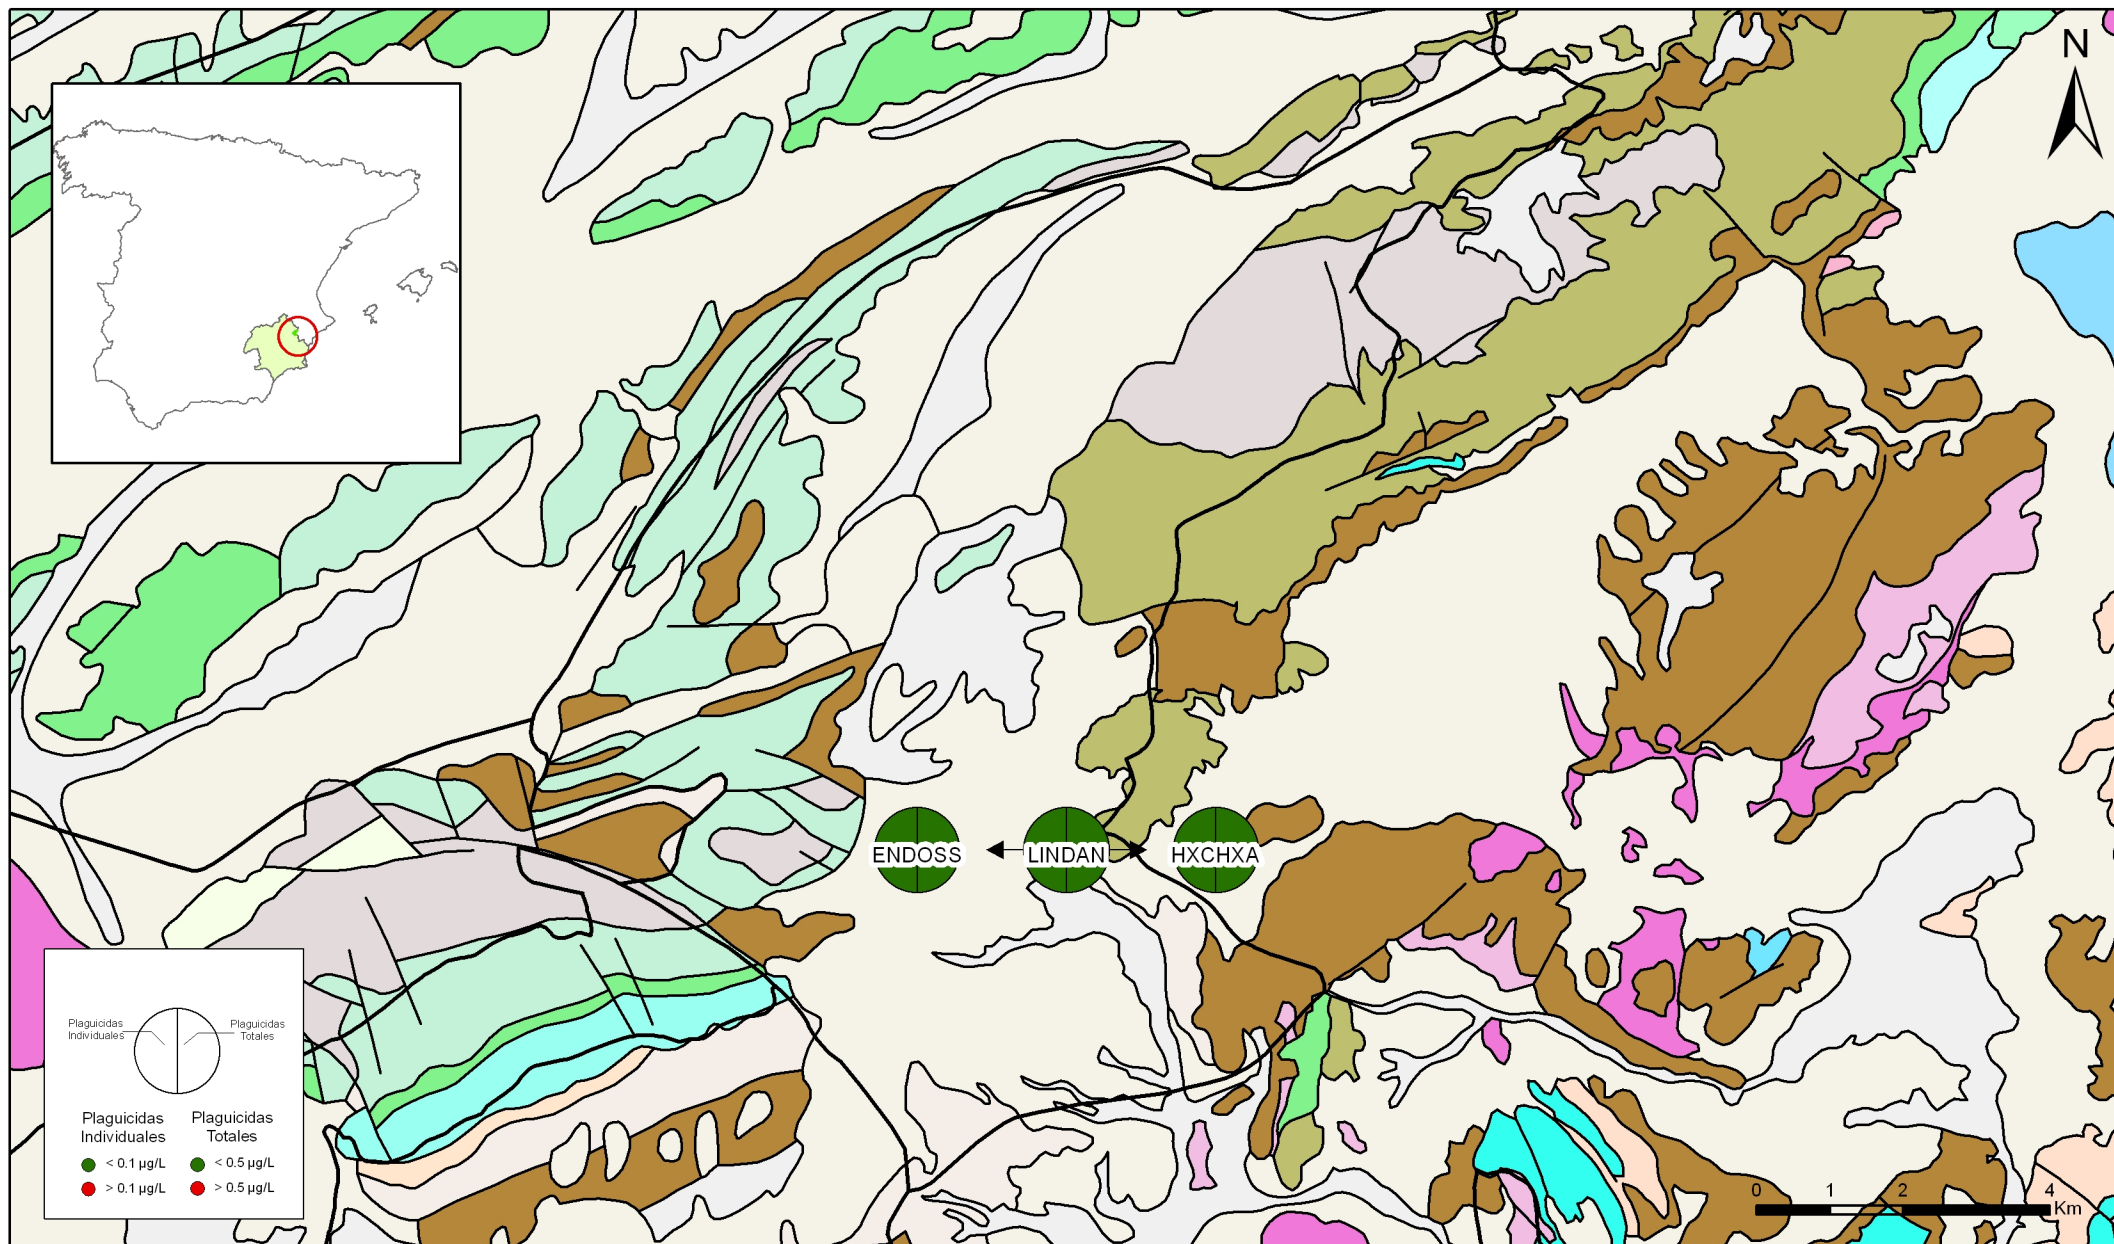 N
ENDOSS
LINDAN
HXCHXA
Plaguicidas
Individuales
Plaguicidas
Totales
Plaguicidas
Individuales
Plaguicidas
Totales
< 0.1 µg/L
< 0.5 µg/L
> 0.1 µg/L
> 0.5 µg/L
0 1 2 4
Km